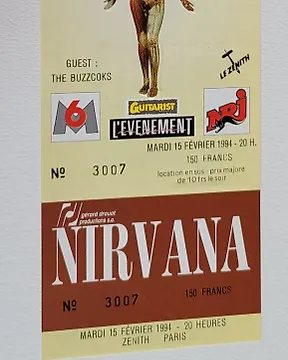 GUEST :
THE BUZZCOKS
LE ZENITH
M6
GUITARIST
L'EVENEMENT
NRJ
MARDI 15 FÉVRIER 1994 - 20 H.
150 FRANCS
location en sus - prix majoré
de 10 frs le soir
Nº 3007
gérard drouot
productions s.a.
NIRVANA
Nº 3007
150 FRANCS
MARDI 15 FÉVRIER 1994 - 20 HEURES
ZENITH PARIS